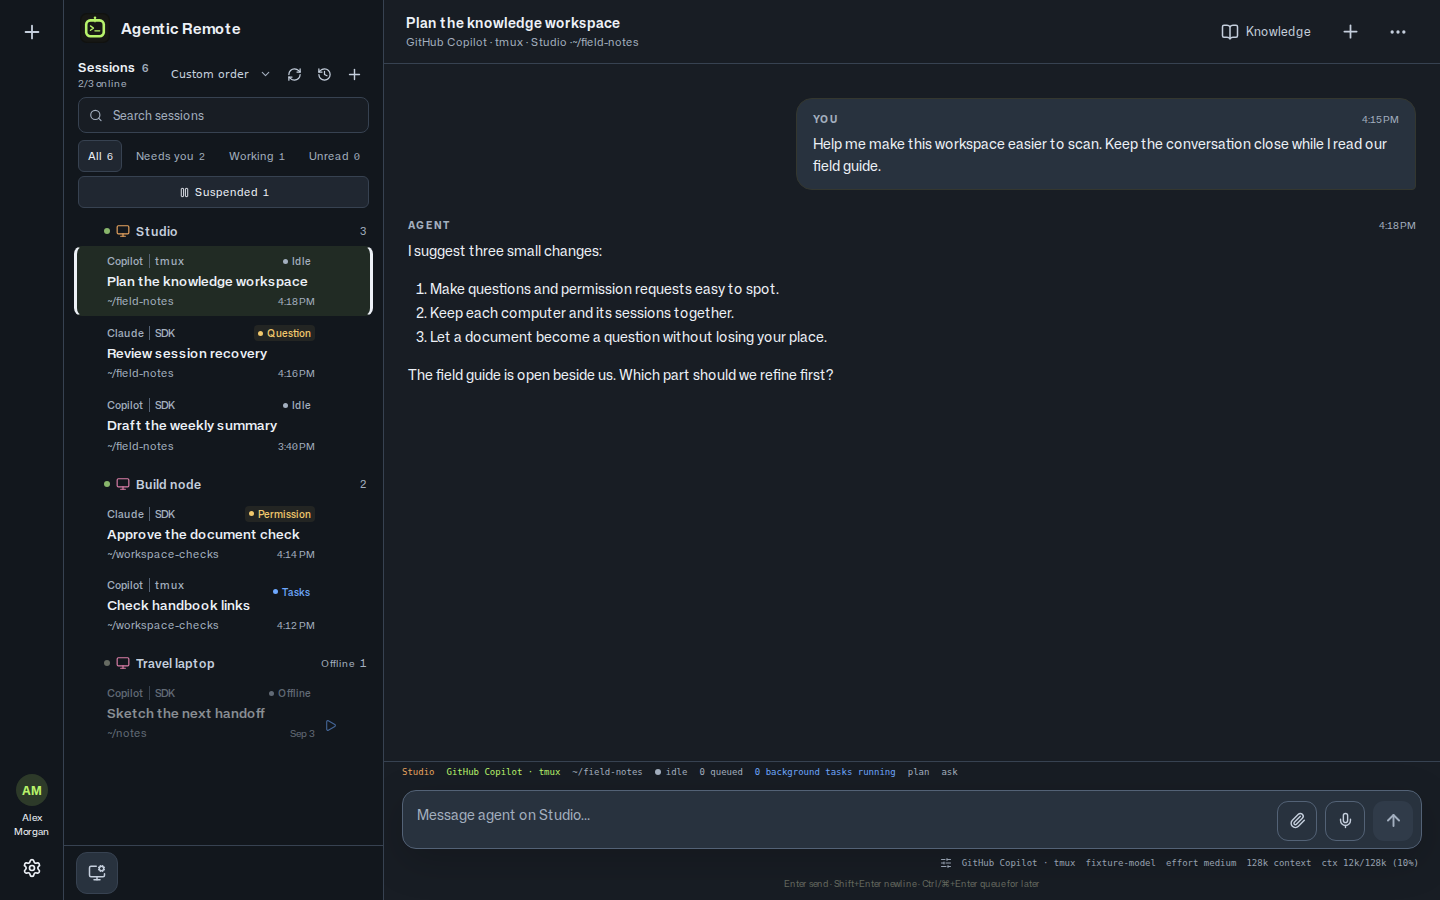 Agentic Remote
Sessions 6
2/3 online
Custom order
Search sessions
All 6
Needs you 2
Working 1
Unread 0
Suspended 1
Studio 3
Copilot | tmux
Idle
Plan the knowledge workspace
~/field-notes
4:18 PM
Claude | SDK
Question
Review session recovery
~/field-notes
4:16 PM
Copilot | SDK
Idle
Draft the weekly summary
~/field-notes
3:40 PM
Build node 2
Claude | SDK
Permission
Approve the document check
~/workspace-checks
4:14 PM
Copilot | tmux
Tasks
Check handbook links
~/workspace-checks
4:12 PM
Travel laptop
Offline 1
Copilot | SDK
Offline
Sketch the next handoff
~/notes
Sep 3
AM
Alex
Morgan
Plan the knowledge workspace
GitHub Copilot · tmux · Studio · ~/field-notes
Knowledge
YOU
4:15 PM
Help me make this workspace easier to scan. Keep the conversation close while I read our
field guide.
AGENT
4:18 PM
I suggest three small changes:
1. Make questions and permission requests easy to spot.
2. Keep each computer and its sessions together.
3. Let a document become a question without losing your place.
The field guide is open beside us. Which part should we refine first?
Studio GitHub Copilot · tmux ~/field-notes idle 0 queued 0 background tasks running plan ask
Message agent on Studio...
GitHub Copilot · tmux fixture-model effort medium 128k context ctx 12k/128k (10%)
Enter send · Shift+Enter newline · Ctrl/⌘+Enter queue for later